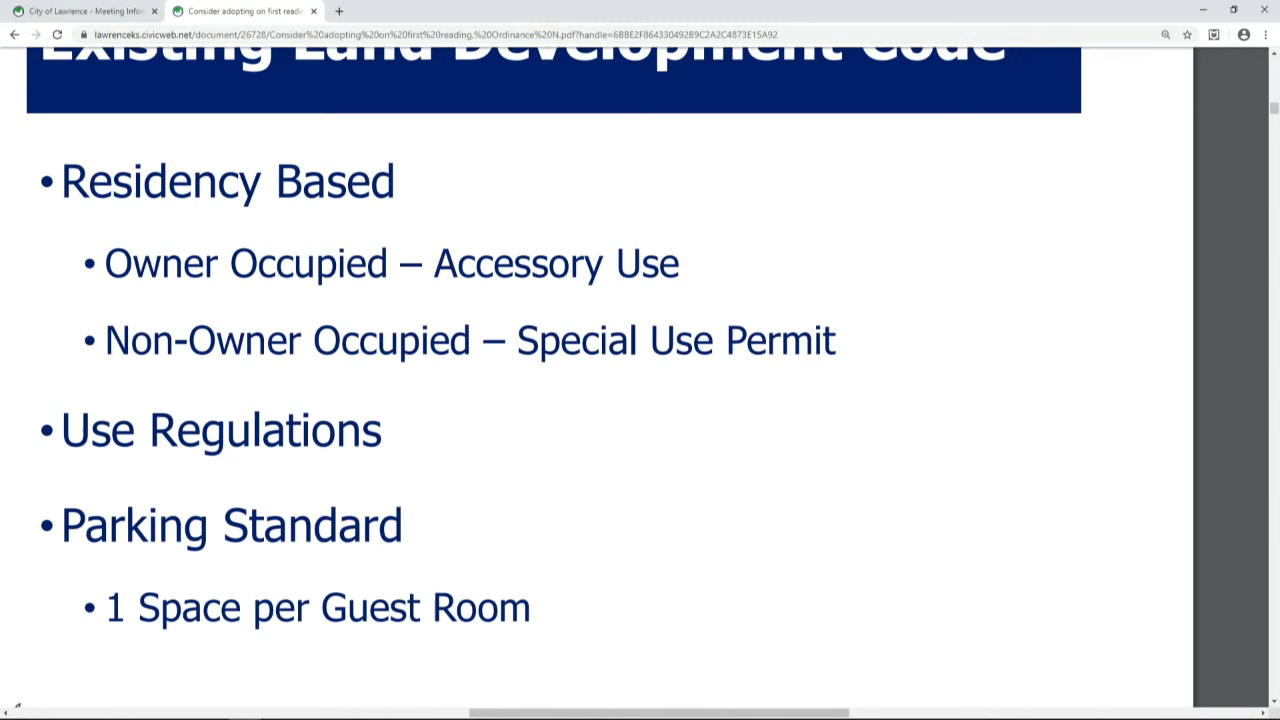 City of Lawrence - Meeting Infor
Consider adopting on first readi
lawrenceks.civicweb.net/document/26728/Consider%20adopting%20on%20first%20reading,%20Ordinance%20N.pdf?handle=6BBE2F864330492B9C2A2C4873E15A92
Existing Land Development Code
• Residency Based
• Owner Occupied – Accessory Use
• Non-Owner Occupied – Special Use Permit
• Use Regulations
• Parking Standard
• 1 Space per Guest Room